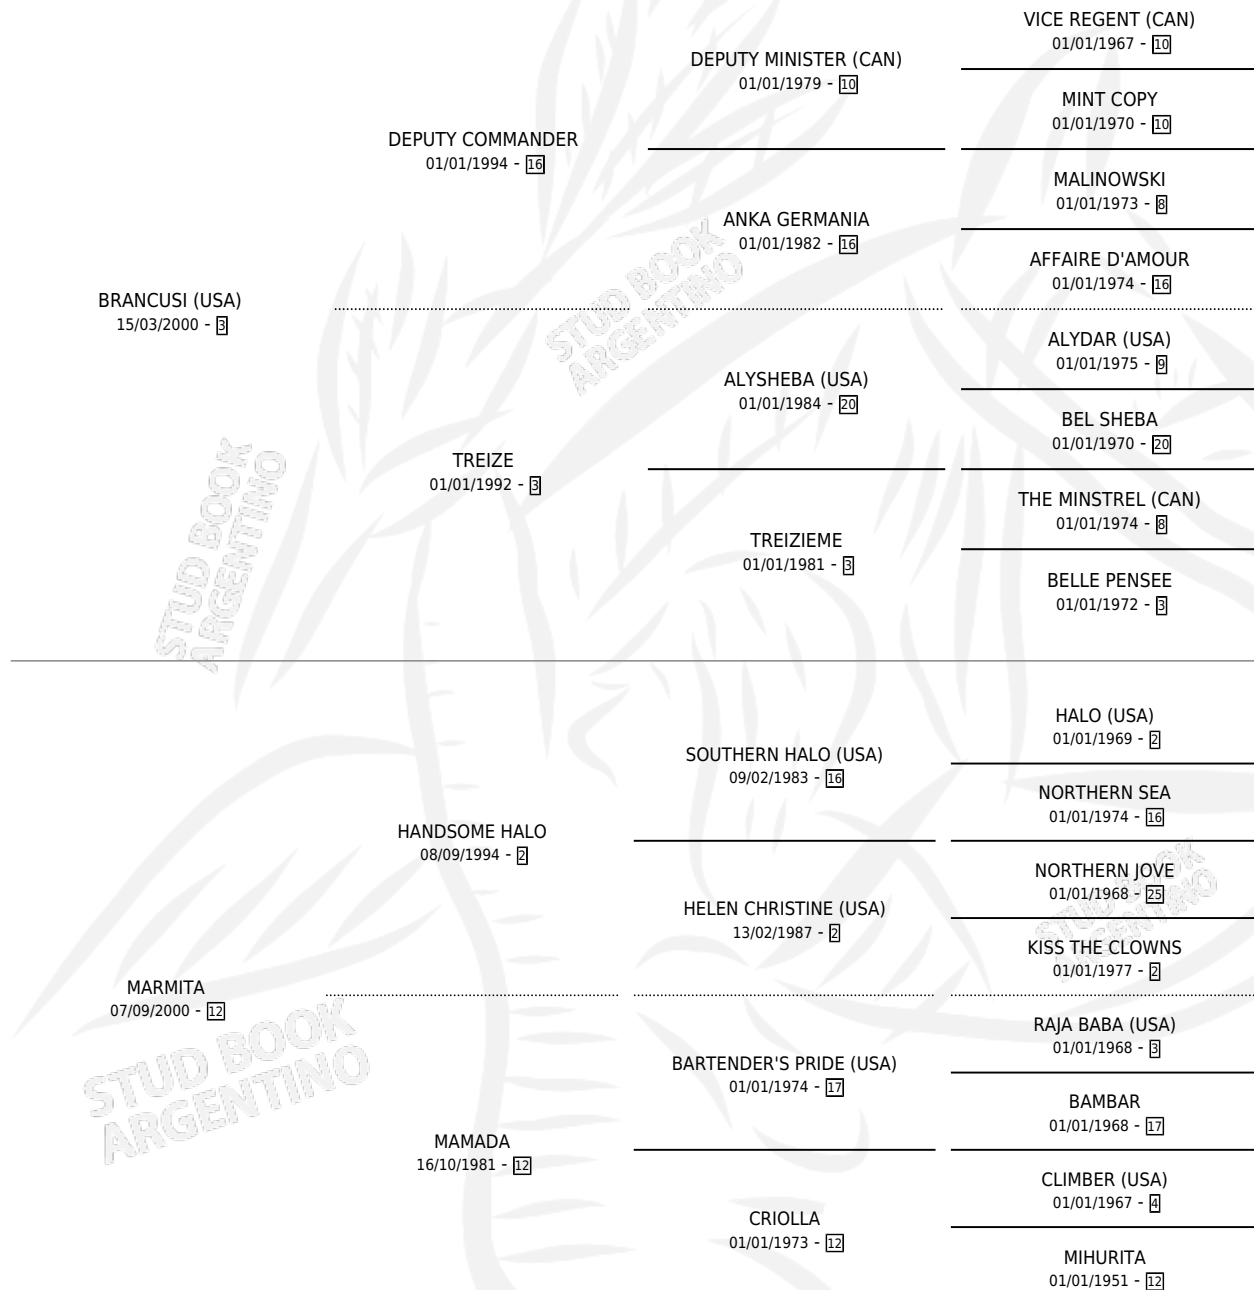 BRANCUSI (USA)
15/03/2000 - 3
DEPUTY COMMANDER
01/01/1994 - 16
DEPUTY MINISTER (CAN)
01/01/1979 - 10
VICE REGENT (CAN)
01/01/1967 - 10
MINT COPY
01/01/1970 - 10
ANKA GERMANIA
01/01/1982 - 16
MALINOWSKI
01/01/1973 - 8
AFFAIRE D'AMOUR
01/01/1974 - 16
TREIZE
01/01/1992 - 3
ALYSHEBA (USA)
01/01/1984 - 20
ALYDAR (USA)
01/01/1975 - 9
BEL SHEBA
01/01/1970 - 20
TREIZIEME
01/01/1981 - 3
THE MINSTREL (CAN)
01/01/1974 - 8
BELLE PENSEE
01/01/1972 - 3
MARMITA
07/09/2000 - 12
HANDSOME HALO
08/09/1994 - 2
SOUTHERN HALO (USA)
09/02/1983 - 16
HALO (USA)
01/01/1969 - 2
NORTHERN SEA
01/01/1974 - 16
HELEN CHRISTINE (USA)
13/02/1987 - 2
NORTHERN JOVE
01/01/1968 - 25
KISS THE CLOWNS
01/01/1977 - 2
MAMADA
16/10/1981 - 12
BARTENDER'S PRIDE (USA)
01/01/1974 - 17
RAJA BABA (USA)
01/01/1968 - 3
BAMBAR
01/01/1968 - 17
CRIOLLA
01/01/1973 - 12
CLIMBER (USA)
01/01/1967 - 4
MIHURITA
01/01/1951 - 12
STUD BOOK
ARGENTINO
STUD BOOK
ARGENTINO
STUD BOOK
ARGENTINO
STUD BOOK
ARGENTINO